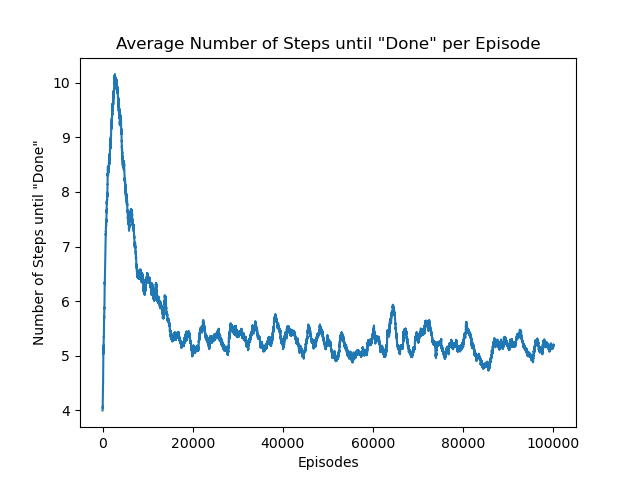 Average Number of Steps until "Done" per Episode
Number of Steps until "Done"
10
9
8
7
6
5
4
0 20000 40000 60000 80000 100000
Episodes